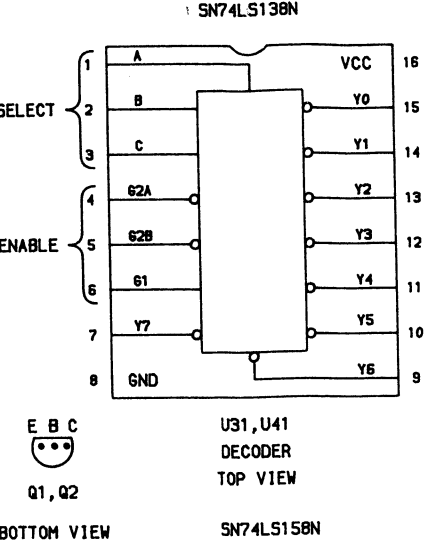 SN74LS138N
1 A VCC 16
SELECT 2 B Y0 15
3 C Y1 14
4 G2A Y2 13
ENABLE 5 G2B Y3 12
6 G1 Y4 11
7 Y7 Y5 10
8 GND Y6 9
E B C
Q1,Q2
BOTTOM VIEW
U31,U41
DECODER
TOP VIEW
SN74LS158N